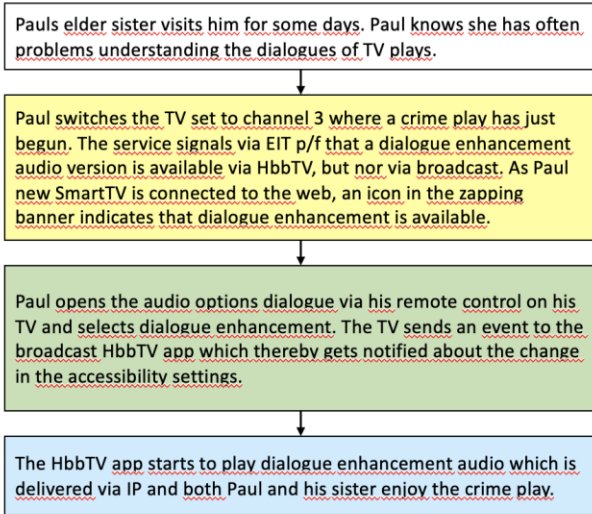 Pauls elder sister visits him for some days. Paul knows she has often
problems understanding the dialogues of TV plays.
Paul switches the TV set to channel 3 where a crime play has just
begun. The service signals via EIT p/f that a dialogue enhancement
audio version is available via HbbTV, but nor via broadcast. As Paul
new SmartTV is connected to the web, an icon in the zapping
banner indicates that dialogue enhancement is available.
Paul opens the audio options dialogue via his remote control on his
TV and selects dialogue enhancement. The TV sends an event to the
broadcast HbbTV app which thereby gets notified about the change
in the accessibility settings.
The HbbTV app starts to play dialogue enhancement audio which is
delivered via IP and both Paul and his sister enjoy the crime play.